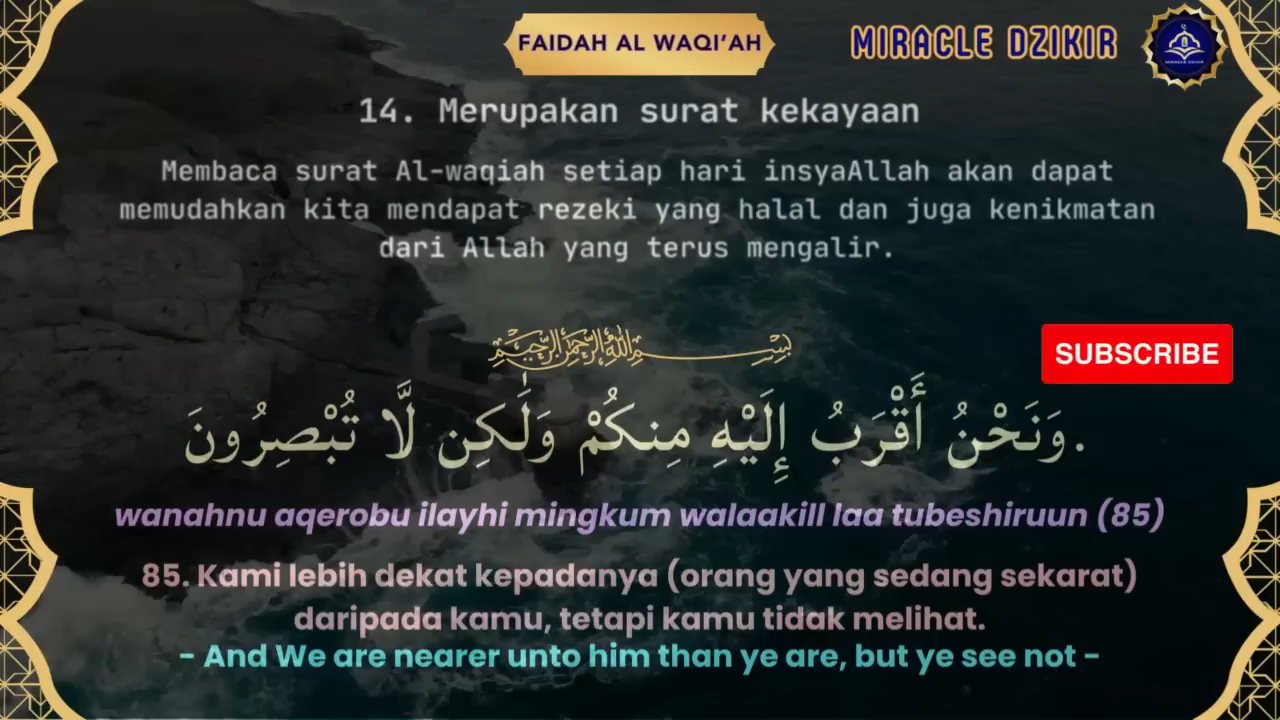 FAIDAH AL WAQI'AH
MIRACLE DZIKIR
MIRACLE DZIKIR
14. Merupakan surat kekayaan
Membaca surat Al-waqiah setiap hari insyaAllah akan dapat
memudahkan kita mendapat rezeki yang halal dan juga kenikmatan
dari Allah yang terus mengalir.
بِسْمِ اللهِ الرَّحْمٰنِ الرَّحِيْمِ
SUBSCRIBE
وَنَحْنُ أَقْرَبُ إِلَيْهِ مِنكُمْ وَلَٰكِن لَّا تُبْصِرُونَ.
wanahnu aqerobu ilayhi mingkum walaakill laa tubeshiruun (85)
85. Kami lebih dekat kepadanya (orang yang sedang sekarat)
daripada kamu, tetapi kamu tidak melihat.
- And We are nearer unto him than ye are, but ye see not -